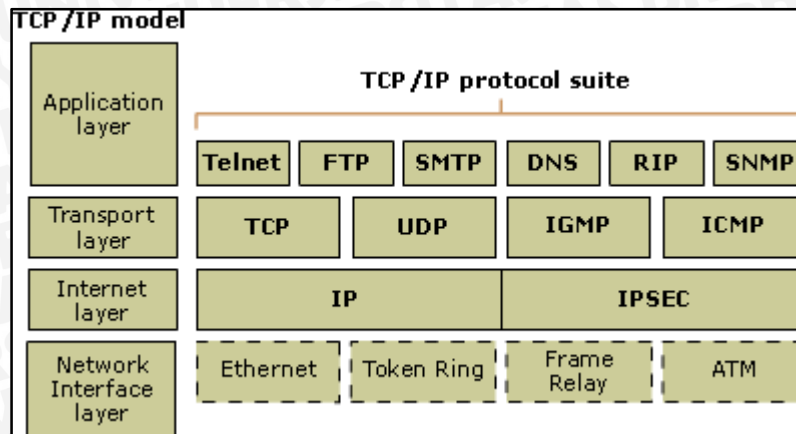 TCP/IP model
Application
layer
TCP/IP protocol suite
Telnet FTP SMTP DNS RIP SNMP
Transport
layer
TCP UDP IGMP ICMP
Internet
layer
IP IPSEC
Network
Interface
layer
Ethernet Token Ring Frame
Relay ATM